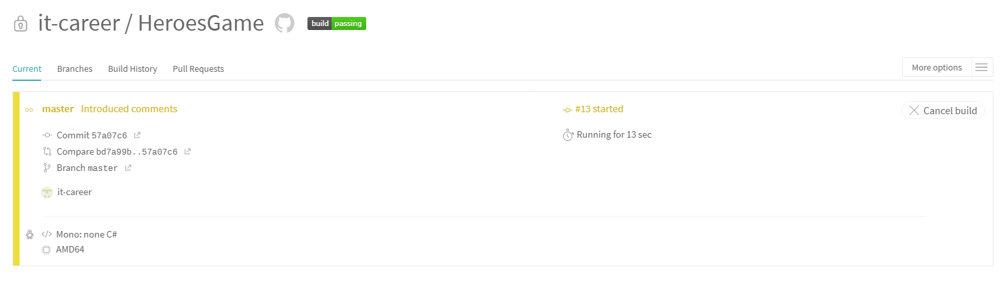 it-career / HeroesGame build passing
Current Branches Build History Pull Requests More options
master Introduced comments #13 started Cancel build
Commit 57a07c6 Running for 13 sec
Compare bd7a99b..57a07c6
Branch master
it-career
Mono: none C#
AMD64